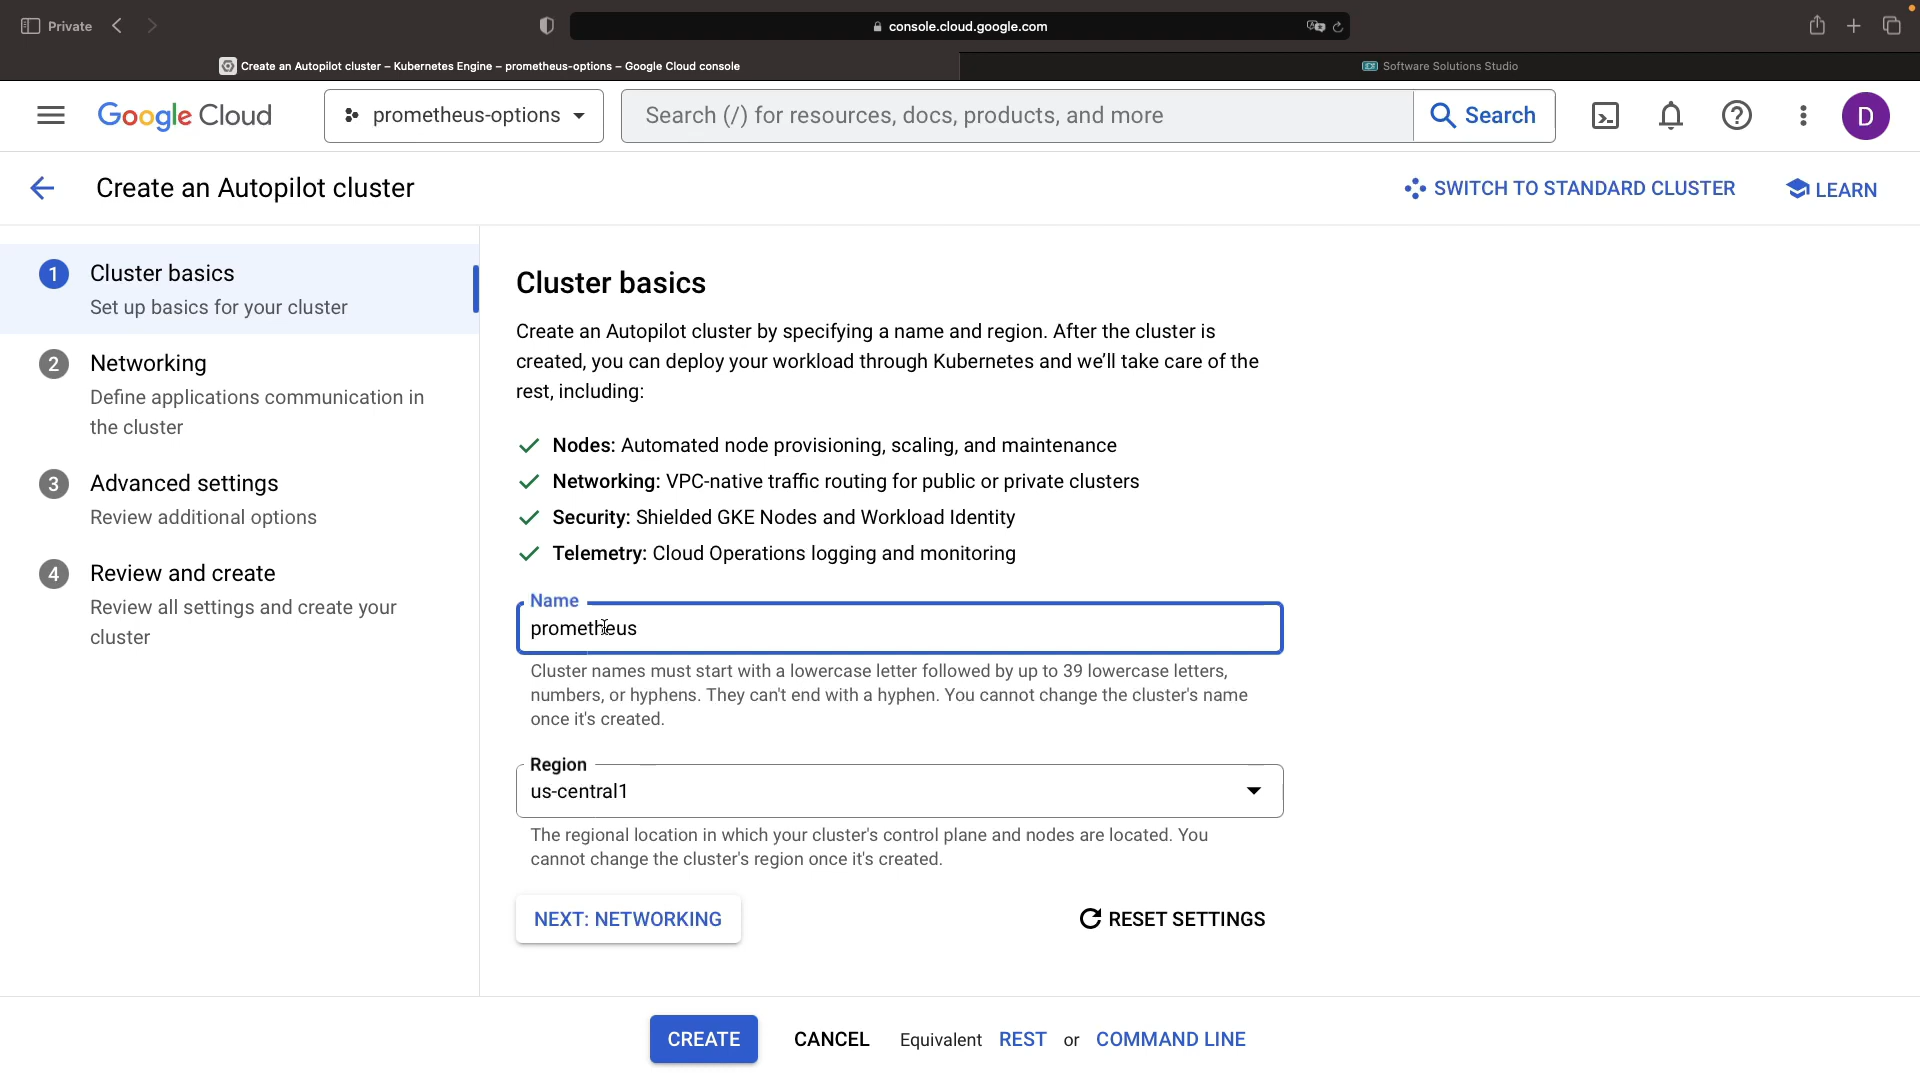 Private
console.cloud.google.com
Create an Autopilot cluster – Kubernetes Engine – prometheus-options – Google Cloud console
Software Solutions Studio
Google Cloud
prometheus-options
Search (/) for resources, docs, products, and more
Search
D
Create an Autopilot cluster
SWITCH TO STANDARD CLUSTER
LEARN
1
Cluster basics
Set up basics for your cluster
2
Networking
Define applications communication in
the cluster
3
Advanced settings
Review additional options
4
Review and create
Review all settings and create your
cluster
Cluster basics
Create an Autopilot cluster by specifying a name and region. After the cluster is
created, you can deploy your workload through Kubernetes and we’ll take care of the
rest, including:
Nodes: Automated node provisioning, scaling, and maintenance
Networking: VPC-native traffic routing for public or private clusters
Security: Shielded GKE Nodes and Workload Identity
Telemetry: Cloud Operations logging and monitoring
Name
prometheus
Cluster names must start with a lowercase letter followed by up to 39 lowercase letters,
numbers, or hyphens. They can't end with a hyphen. You cannot change the cluster's name
once it's created.
Region
us-central1
The regional location in which your cluster's control plane and nodes are located. You
cannot change the cluster's region once it's created.
NEXT: NETWORKING
RESET SETTINGS
CREATE
CANCEL
Equivalent REST or COMMAND LINE